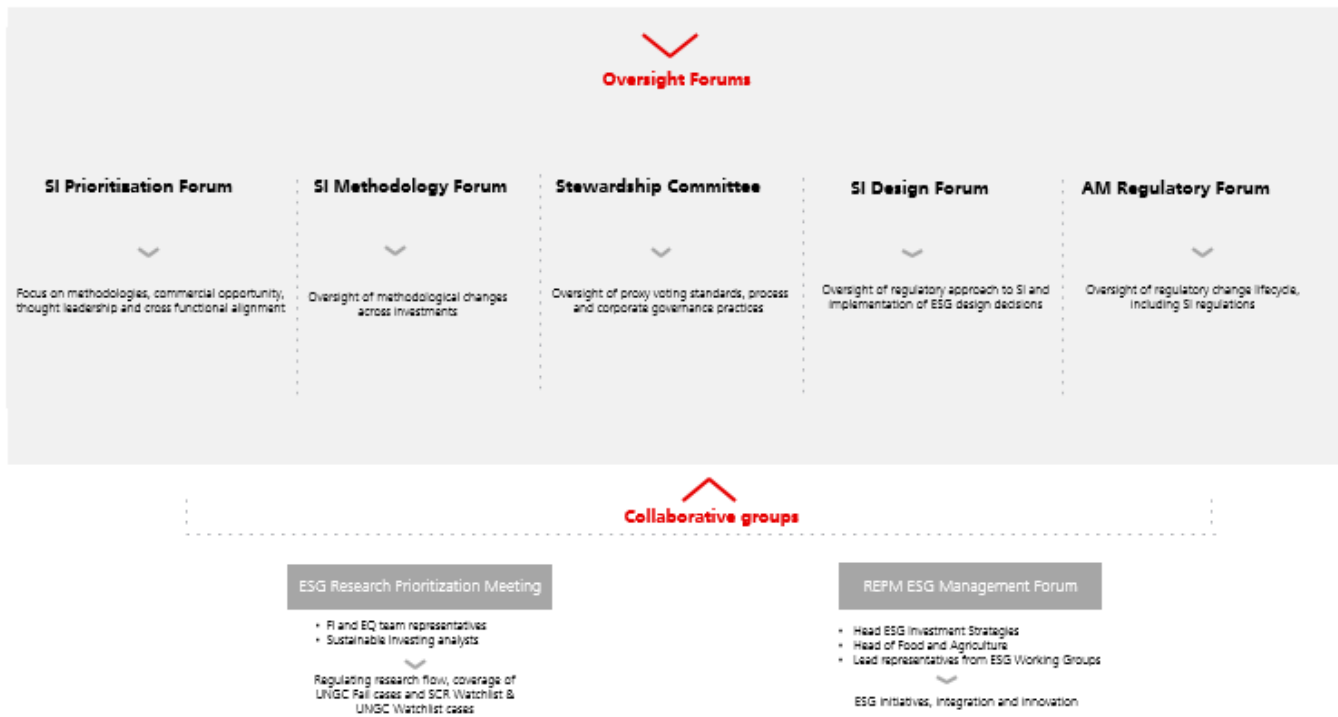 Oversight Forums
SI Prioritization Forum
SI Methodology Forum
Stewardship Committee
SI Design Forum
AM Regulatory Forum
Focus on methodologies, commercial opportunity,
thought leadership and cross functional alignment
Oversight of methodological changes
across investments
Oversight of proxy voting standards, process
and corporate governance practices
Oversight of regulatory approach to SI and
implementation of ESG design decisions
Oversight of regulatory change lifecycle,
including SI regulations
Collaborative groups
ESG Research Prioritization Meeting
• FI and EQ team representatives
• Sustainable investing analysts
Regulating research flow, coverage of
UNGC Fail cases and SCR Watchlist &
UNGC Watchlist cases
REPM ESG Management Forum
• Head ESG Investment Strategies
• Head of Food and Agriculture
• Lead representatives from ESG Working Groups
ESG initiatives, integration and innovation